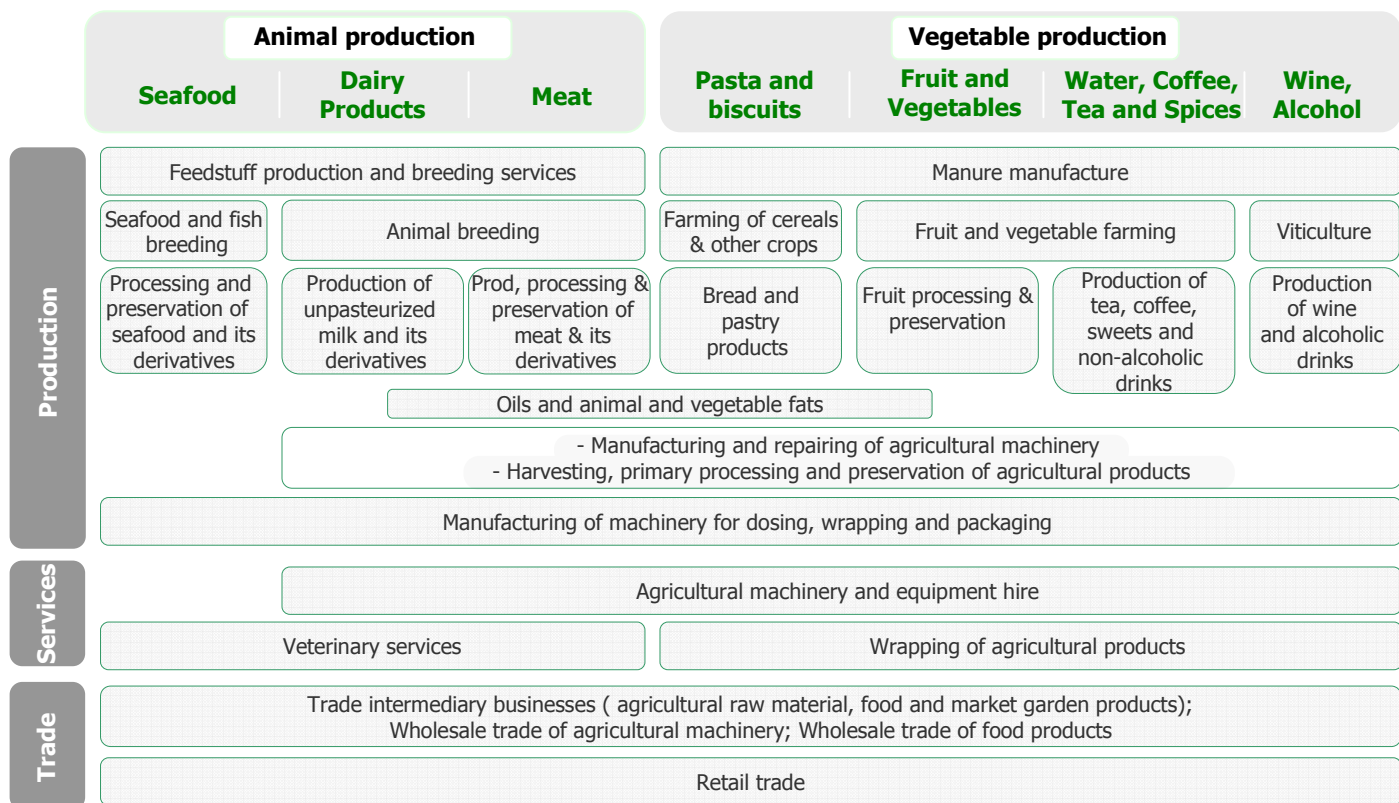 Animal production
Vegetable production
Seafood
Dairy
Products
Meat
Pasta and
biscuits
Fruit and
Vegetables
Water, Coffee,
Tea and Spices
Wine,
Alcohol
Production
Feedstuff production and breeding services
Manure manufacture
Seafood and fish
breeding
Animal breeding
Farming of cereals
& other crops
Fruit and vegetable farming
Viticulture
Processing and
preservation of
seafood and its
derivatives
Production of
unpasteurized
milk and its
derivatives
Prod, processing &
preservation of
meat & its
derivatives
Bread and
pastry
products
Fruit processing &
preservation
Production of
tea, coffee,
sweets and
non-alcoholic
drinks
Production
of wine
and alcoholic
drinks
Oils and animal and vegetable fats
- Manufacturing and repairing of agricultural machinery
- Harvesting, primary processing and preservation of agricultural products
Manufacturing of machinery for dosing, wrapping and packaging
Services
Agricultural machinery and equipment hire
Veterinary services
Wrapping of agricultural products
Trade
Trade intermediary businesses ( agricultural raw material, food and market garden products);
Wholesale trade of agricultural machinery; Wholesale trade of food products
Retail trade